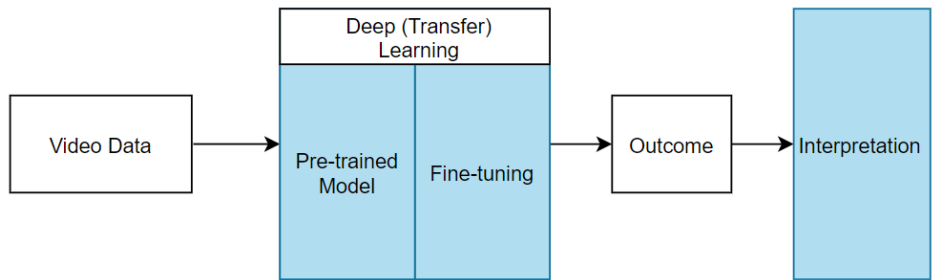 Deep (Transfer)
Learning
Video Data
Pre-trained
Model
Fine-tuning
Outcome
Interpretation